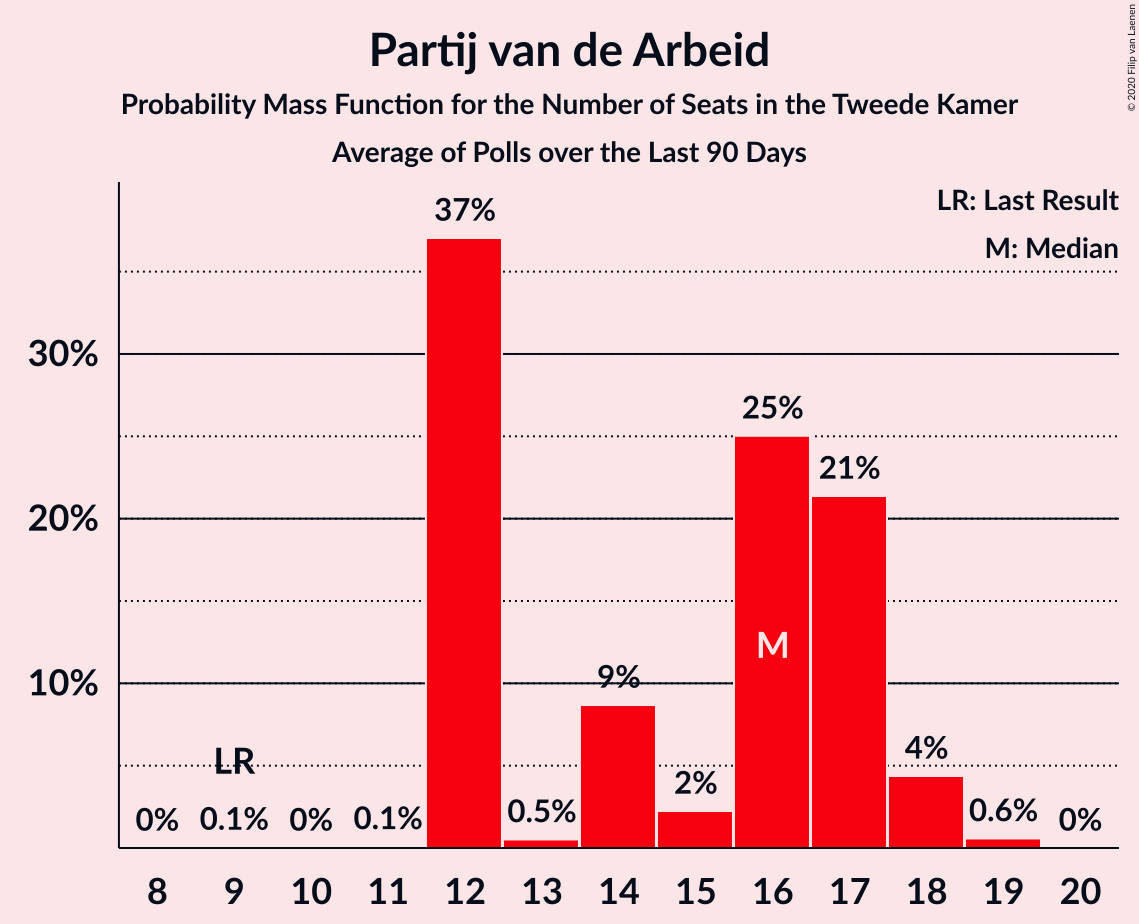 Partij van de Arbeid
Probability Mass Function for the Number of Seats in the Tweede Kamer
Average of Polls over the Last 90 Days
© 2020 Filip van Laenen
LR: Last Result
M: Median
37%
30%
25%
21%
20%
M
10%
9%
LR
4%
2%
0%
0.1%
0%
0.1%
0.5%
0.6%
0%
8 9 10 11 12 13 14 15 16 17 18 19 20